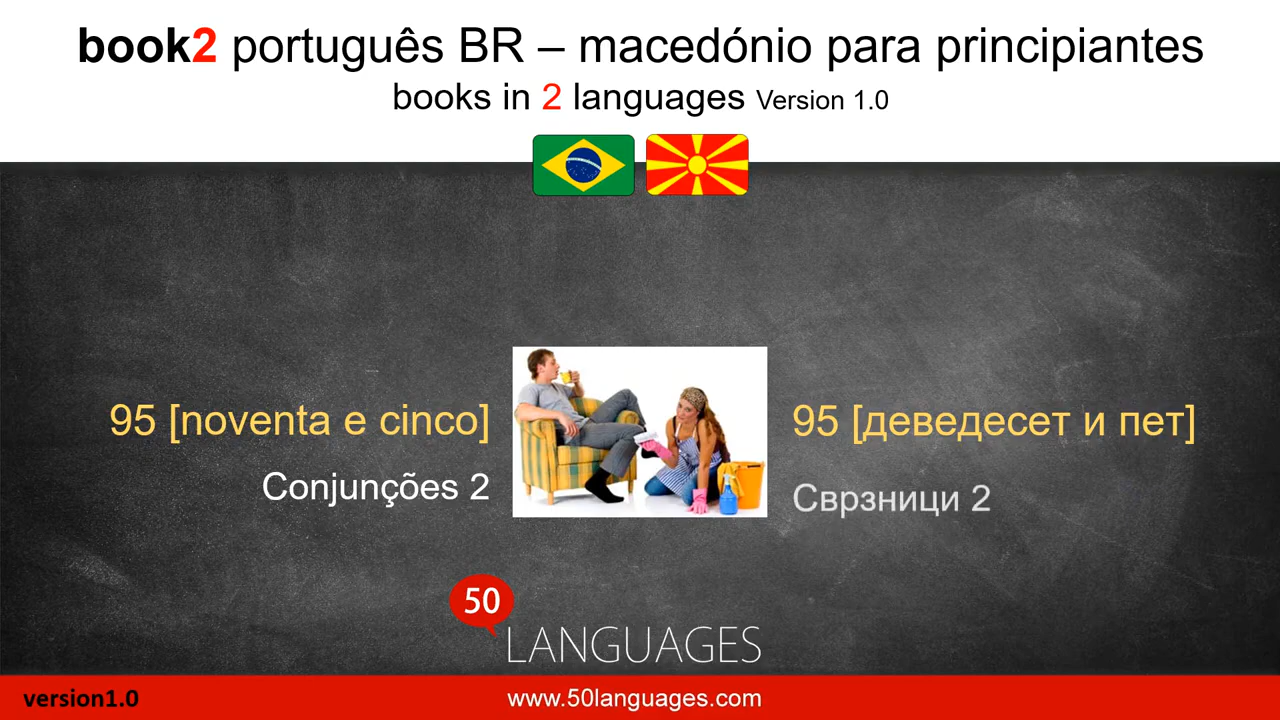 book2 português BR – macedónio para principiantes
books in 2 languages Version 1.0
95 [noventa e cinco]
Conjunções 2
95 [деведесет и пет]
Сврзници 2
50
LANGUAGES
version1.0
www.50languages.com